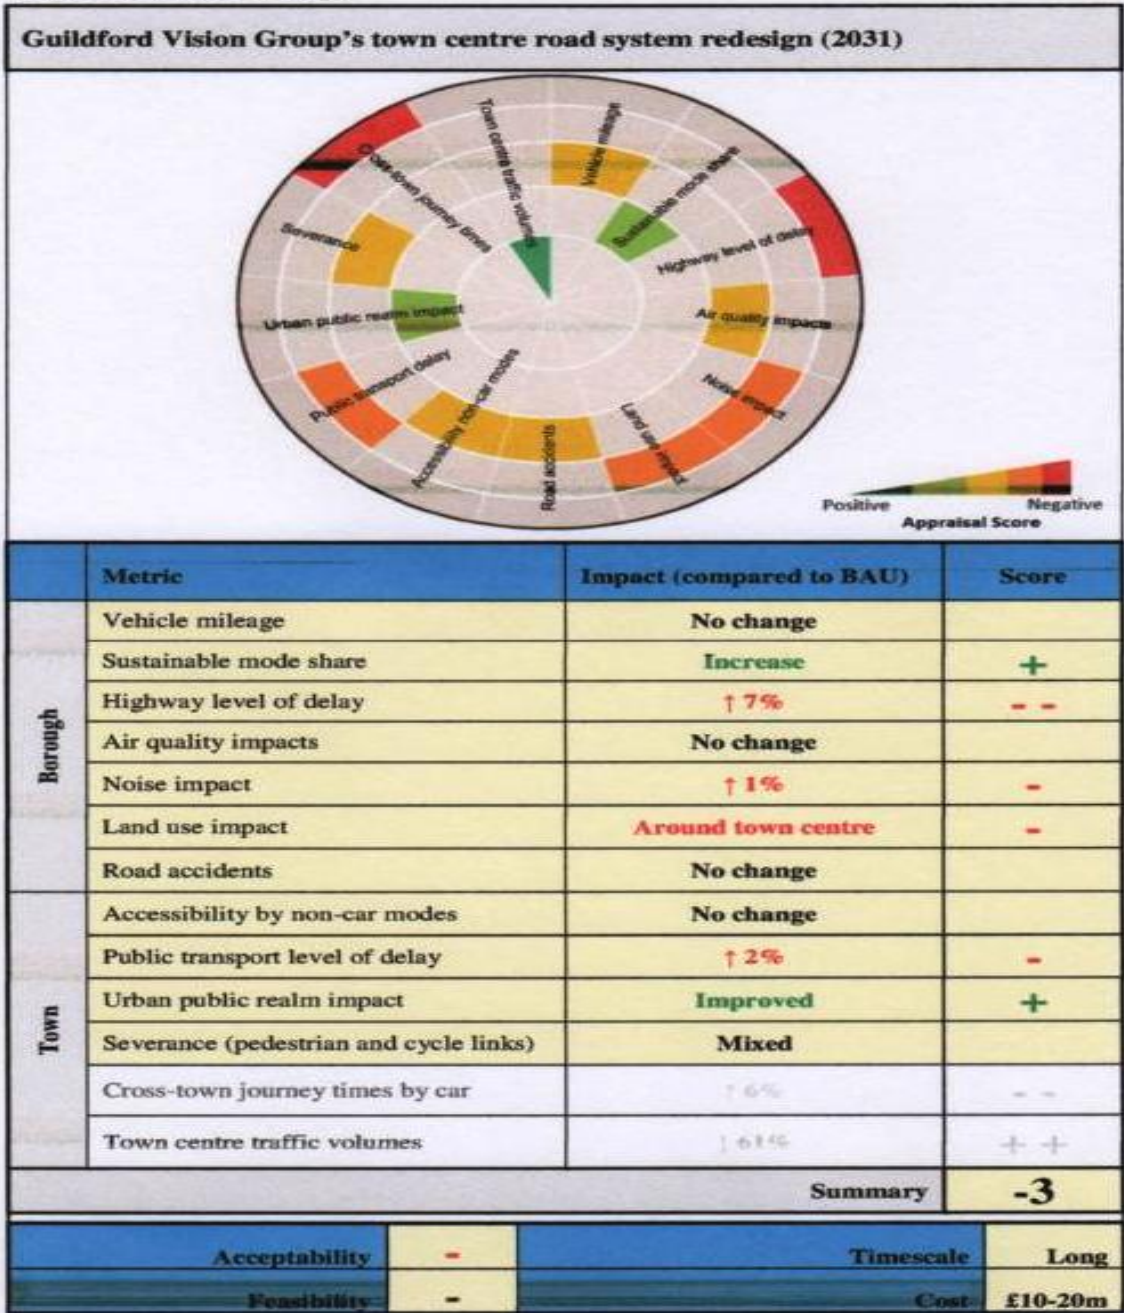 Guildford Vision Group's town centre road system redesign (2031)
Town centre traffic volumes
Vehicle mileage
Sustainable mode share
Highway level of delay
Air quality impacts
Noise impact
Land use impact
Road accidents
Accessibility non-car modes
Public transport delay
Urban public realm impact
Severance
Cross-town journey times
Positive Negative
Appraisal Score
Metric Impact (compared to BAU) Score
Borough
Vehicle mileage No change
Sustainable mode share Increase +
Highway level of delay ↑ 7% - -
Air quality impacts No change
Noise impact ↑ 1% -
Land use impact Around town centre -
Road accidents No change
Town
Accessibility by non-car modes No change
Public transport level of delay ↑ 2% -
Urban public realm impact Improved +
Severance (pedestrian and cycle links) Mixed
Cross-town journey times by car ↑ 6% - -
Town centre traffic volumes + +
Summary -3
Acceptability - Timescale Long
Feasibility - Cost £10-20m